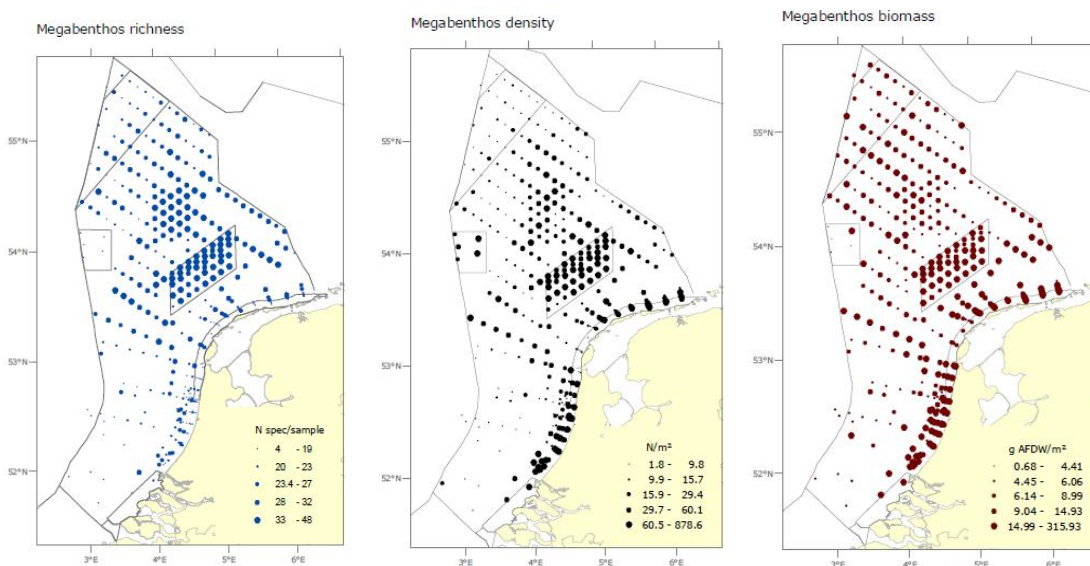 Megabenthos richness
55°N
54°N
53°N
52°N
3°E 4°E 5°E 6°E
N spec/sample
4 - 19
20 - 23
23.4 - 27
28 - 32
33 - 48
Megabenthos density
55°N
54°N
53°N
52°N
3°E 4°E 5°E 6°E
N/m²
1.8 - 9.8
9.9 - 15.7
15.9 - 29.4
29.7 - 60.1
60.5 - 878.6
Megabenthos biomass
55°N
54°N
53°N
52°N
3°E 4°E 5°E 6°E
g AFDW/m²
0.68 - 4.41
4.45 - 6.06
6.14 - 8.99
9.04 - 14.93
14.99 - 315.93